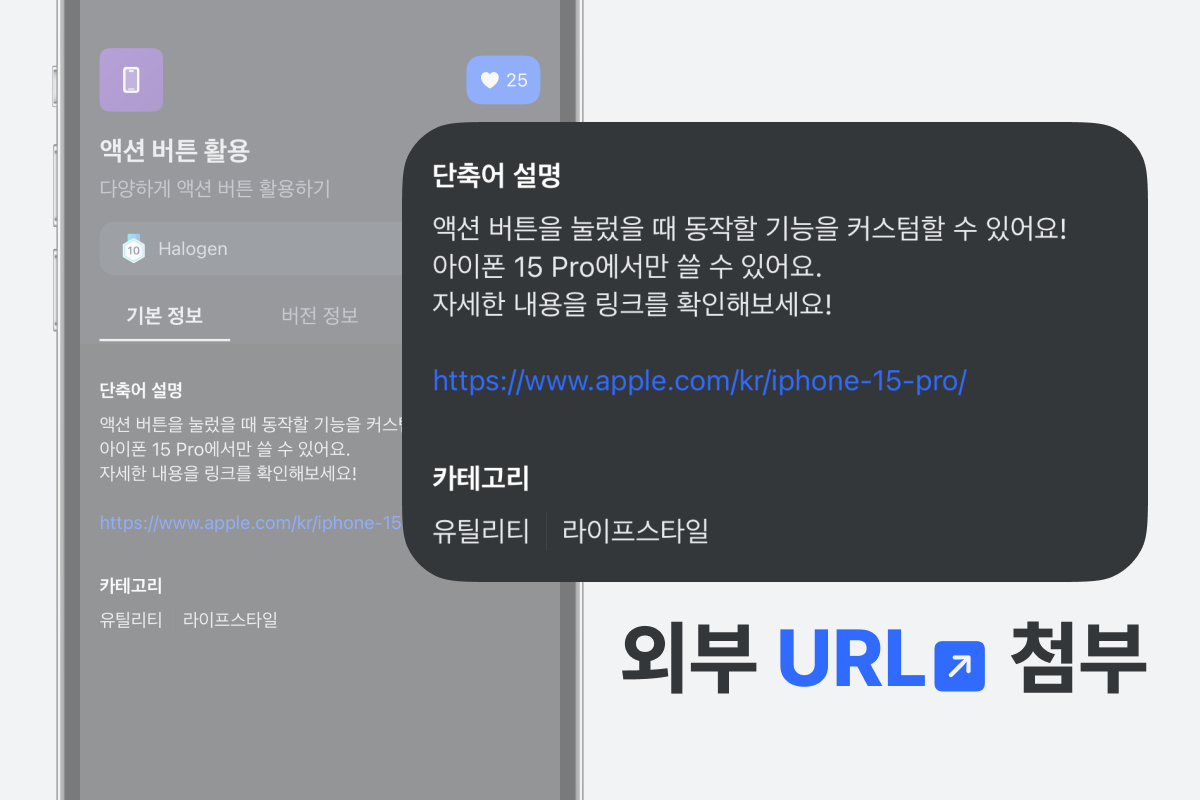 25
액션 버튼 활용
다양하게 액션 버튼 활용하기
10 Halogen
기본 정보 버전 정보
단축어 설명
액션 버튼을 눌렀을 때 동작할 기능을 커스텀
아이폰 15 Pro에서만 쓸 수 있어요.
자세한 내용을 링크를 확인해보세요!
https://www.apple.com/kr/iphone-15
카테고리
유틸리티 라이프스타일
단축어 설명
액션 버튼을 눌렀을 때 동작할 기능을 커스텀할 수 있어요!
아이폰 15 Pro에서만 쓸 수 있어요.
자세한 내용을 링크를 확인해보세요!
https://www.apple.com/kr/iphone-15-pro/
카테고리
유틸리티 라이프스타일
외부 URL 첨부